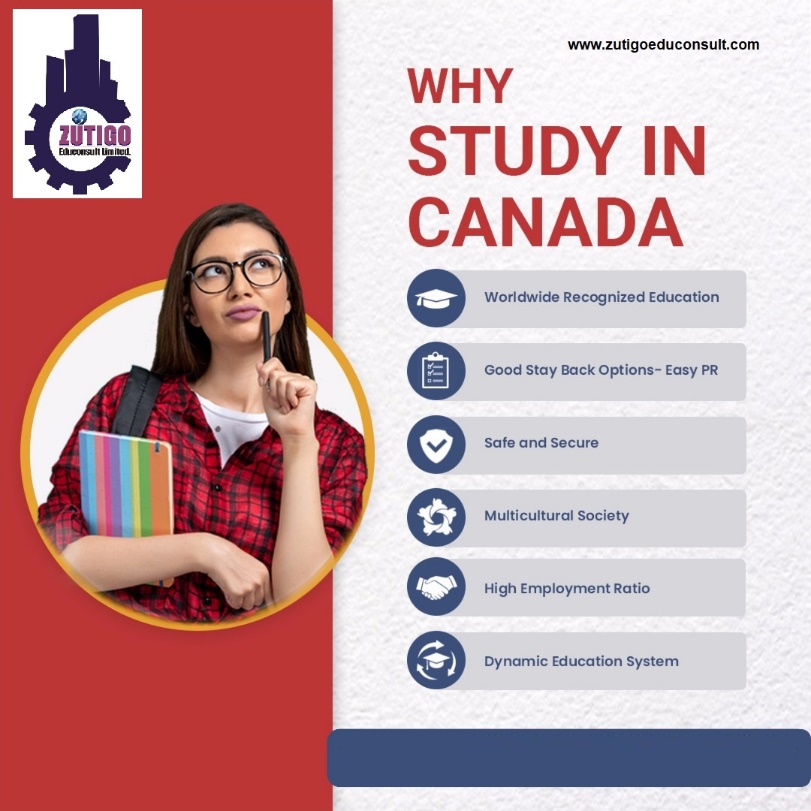 ZUTIGO
Educonsult Limited.
www.zutigoeduconsult.com
WHY
STUDY IN
CANADA
Worldwide Recognized Education
Good Stay Back Options- Easy PR
Safe and Secure
Multicultural Society
High Employment Ratio
Dynamic Education System